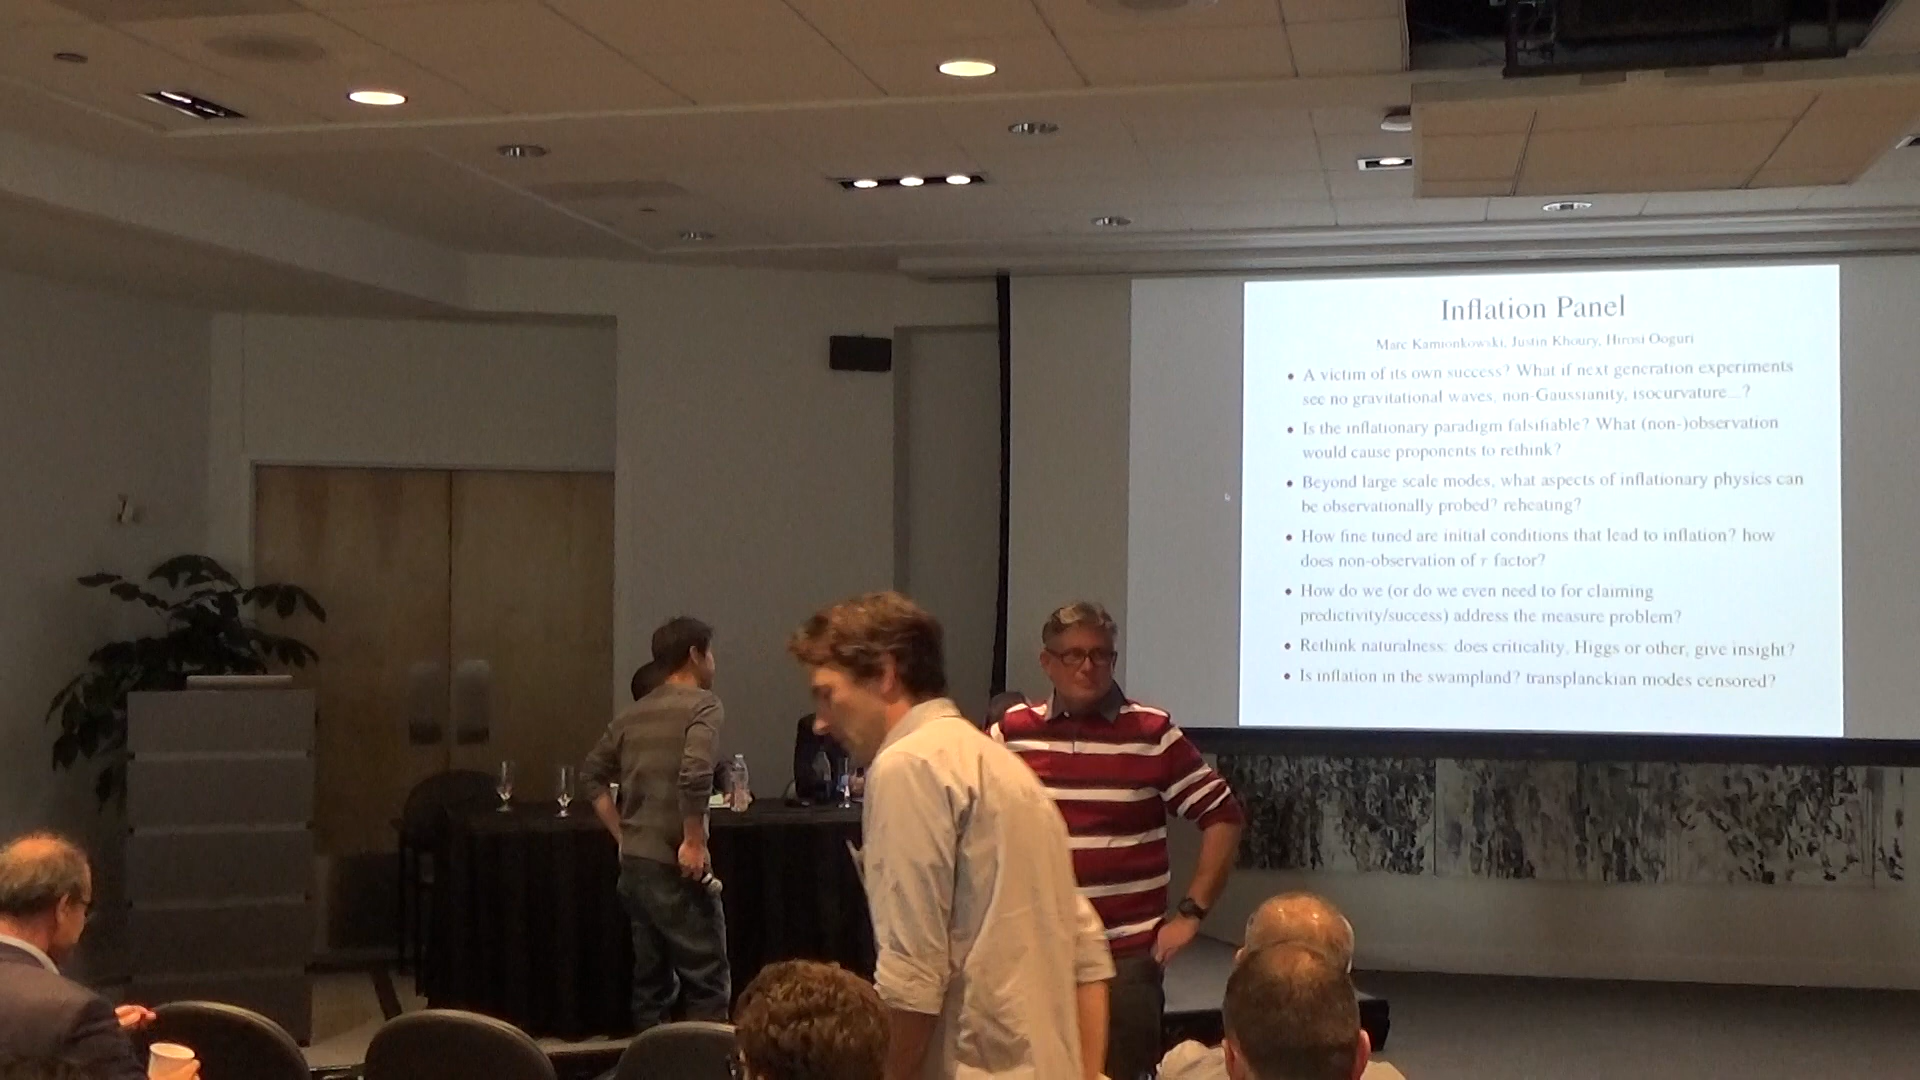 Inflation Panel
Marc Kamionkowski, Justin Khoury, Hirosi Ooguri
• A victim of its own success? What if next generation experiments
see no gravitational waves, non-Gaussianity, isocurvature...?
• Is the inflationary paradigm falsifiable? What (non-)observation
would cause proponents to rethink?
• Beyond large scale modes, what aspects of inflationary physics can
be observationally probed? reheating?
• How fine tuned are initial conditions that lead to inflation? how
does non-observation of r factor?
• How do we (or do we even need to for claiming
predictivity/success) address the measure problem?
• Rethink naturalness: does criticality, Higgs or other, give insight?
• Is inflation in the swampland? transplanckian modes censored?